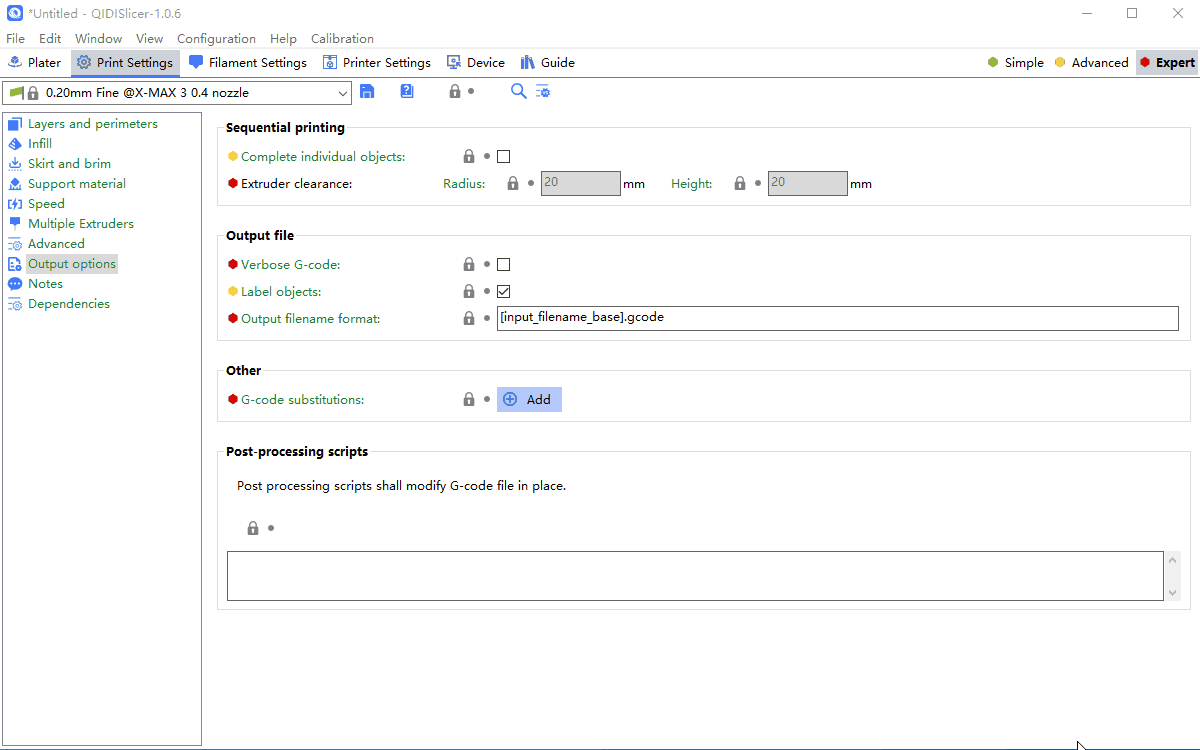 *Untitled - QIDISlicer-1.0.6
File Edit Window View Configuration Help Calibration
Plater Print Settings Filament Settings Printer Settings Device Guide Simple Advanced Expert
0.20mm Fine @X-MAX 3 0.4 nozzle
Layers and perimeters
Infill
Skirt and brim
Support material
Speed
Multiple Extruders
Advanced
Output options
Notes
Dependencies
Sequential printing
Complete individual objects:
Extruder clearance: Radius: 20 mm Height: 20 mm
Output file
Verbose G-code:
Label objects:
Output filename format: [input_filename_base].gcode
Other
G-code substitutions: Add
Post-processing scripts
Post processing scripts shall modify G-code file in place.